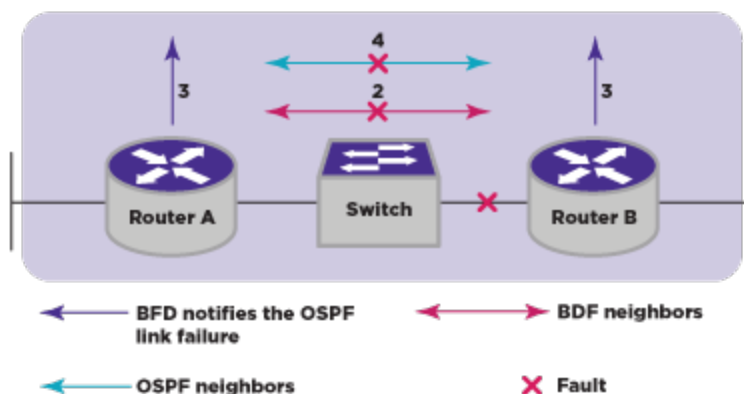 4
3
2
3
Router A
Switch
Router B
BFD notifies the OSPF
link failure
BDF neighbors
OSPF neighbors
Fault